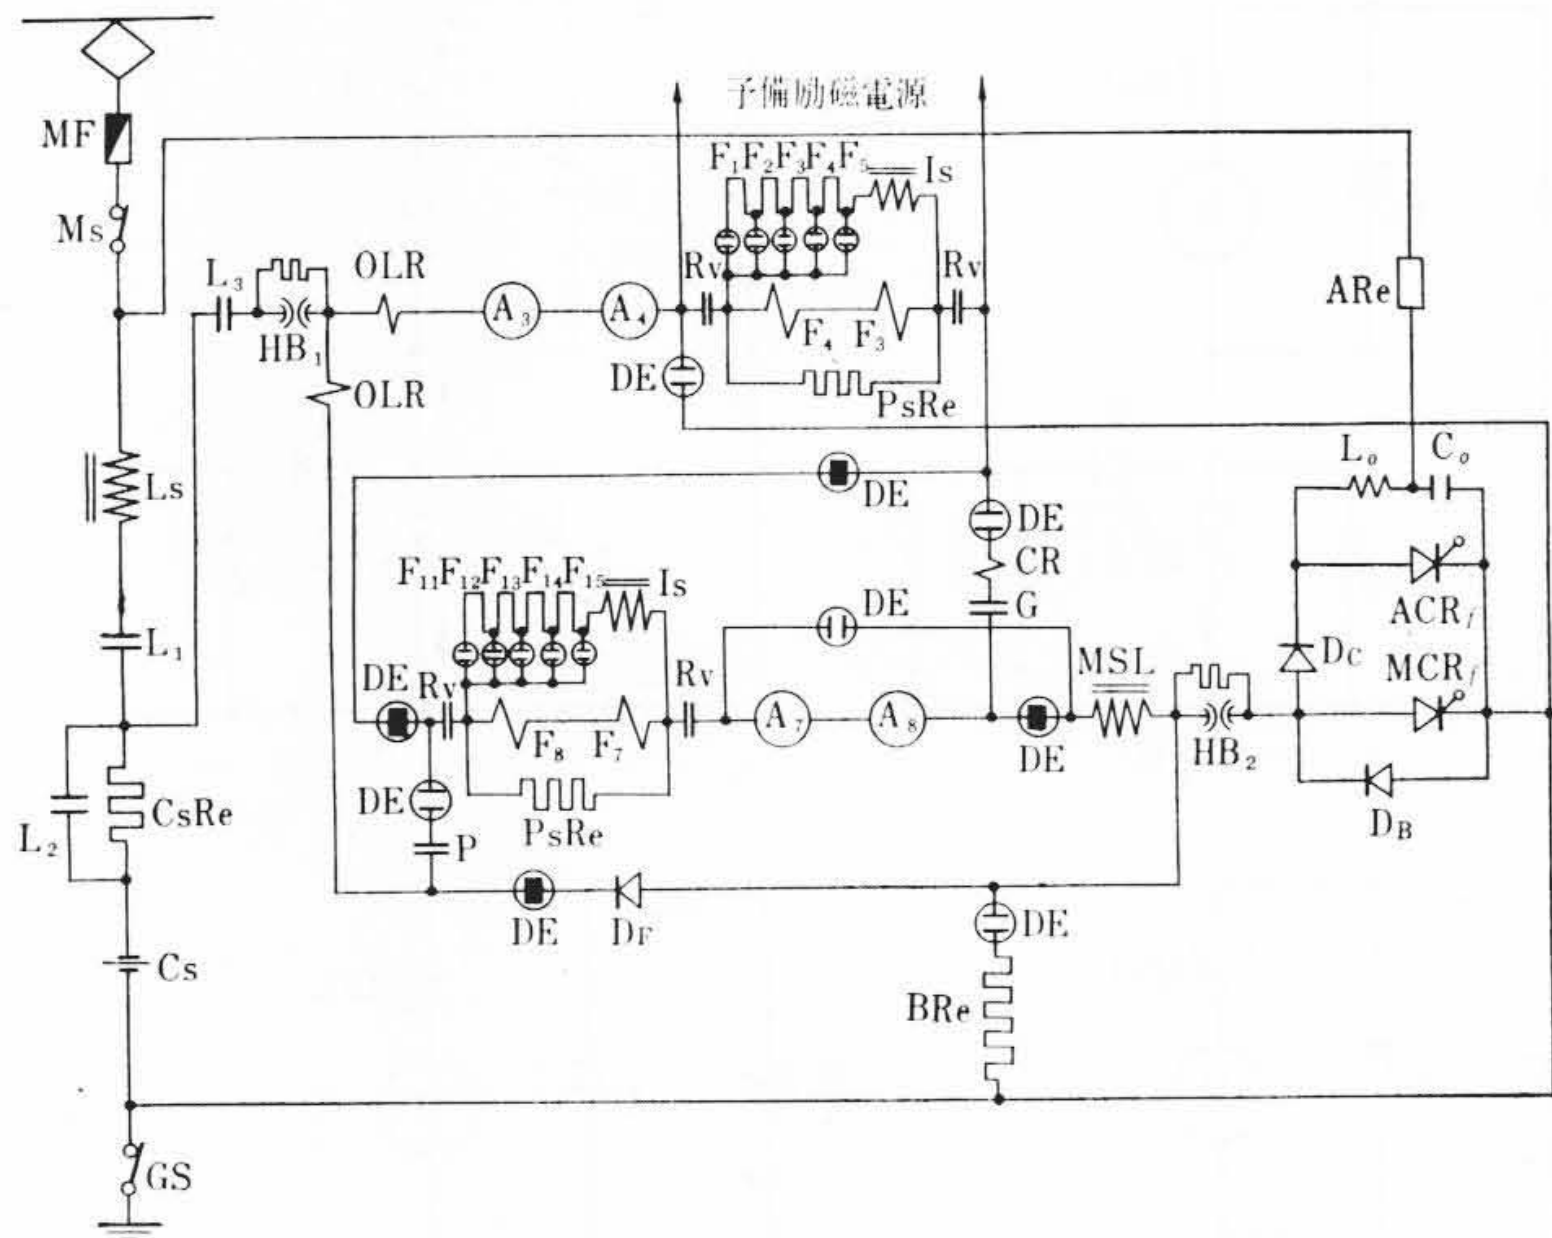 予備励磁電源
MF
F₁F₂F₃F₄F₅ Is
Ms
L₃
OLR
Rv
Rv
ARe
A₃
A₄
HB₁
F₄
F₃
DE
OLR
PsRe
Lₒ
Cₒ
Ls
DE
DE
CR
F₁₁F₁₂F₁₃F₁₄F₁₅ Is
DE
G
ACRf
L₁
MSL
Dc
MCRf
DE
Rv
Rv
A₇
A₈
F₈
F₇
DE
HB₂
DE
CsRe
L₂
PsRe
P
DB
DE
DF
DE
Cs
BRe
GS